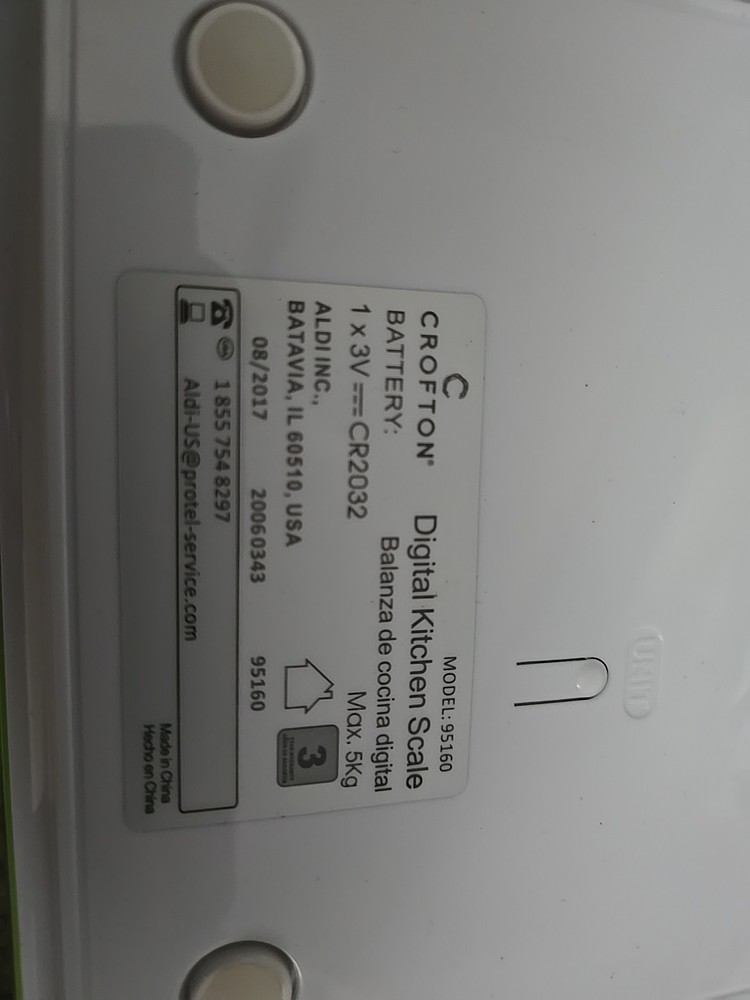 UNIT
MODEL: 95160
CROFTON® Digital Kitchen Scale
BATTERY: Balanza de cocina digital
1 x 3V CR2032 Max. 5Kg
ALDI INC.,
BATAVIA, IL 60510, USA
3
08/2017 20060343 95160
1 855 754 8297
Aldi-US@protel-service.com
Made in China
Hecho en China